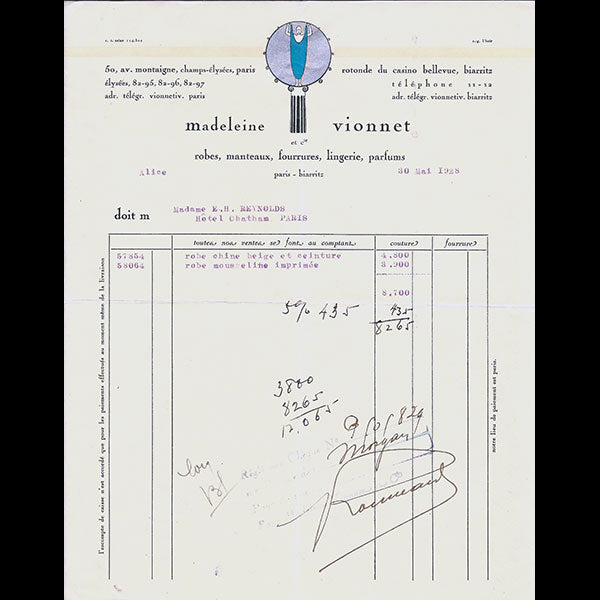 50, av. montaigne, champs-élysées, paris
élysées, 82-95, 82-96, 82-97
adr. télégr. vionnetiv. paris
rotonde du casino bellevue, biarritz
téléphone 11-12
adr. télégr. vionnetiv. biarritz
madeleine vionnet
et cie
robes, manteaux, fourrures, lingerie, parfums
paris - biarritz
Alice
30 Mai 1928
doit m
Madame E.H. REYNOLDS
Hotel Chatham PARIS
toutes nos ventes se font au comptant couture fourrure
57854 robe chine beige et ceinture 4.800
58064 robe mousseline imprimée 3.900
8.700
5% 435 435
8265
3800
8265
12.065
Morgan
l'escompte de caisse n'est accordé que pour les paiements effectués au moment même de la livraison
notre lieu de paiement est paris.